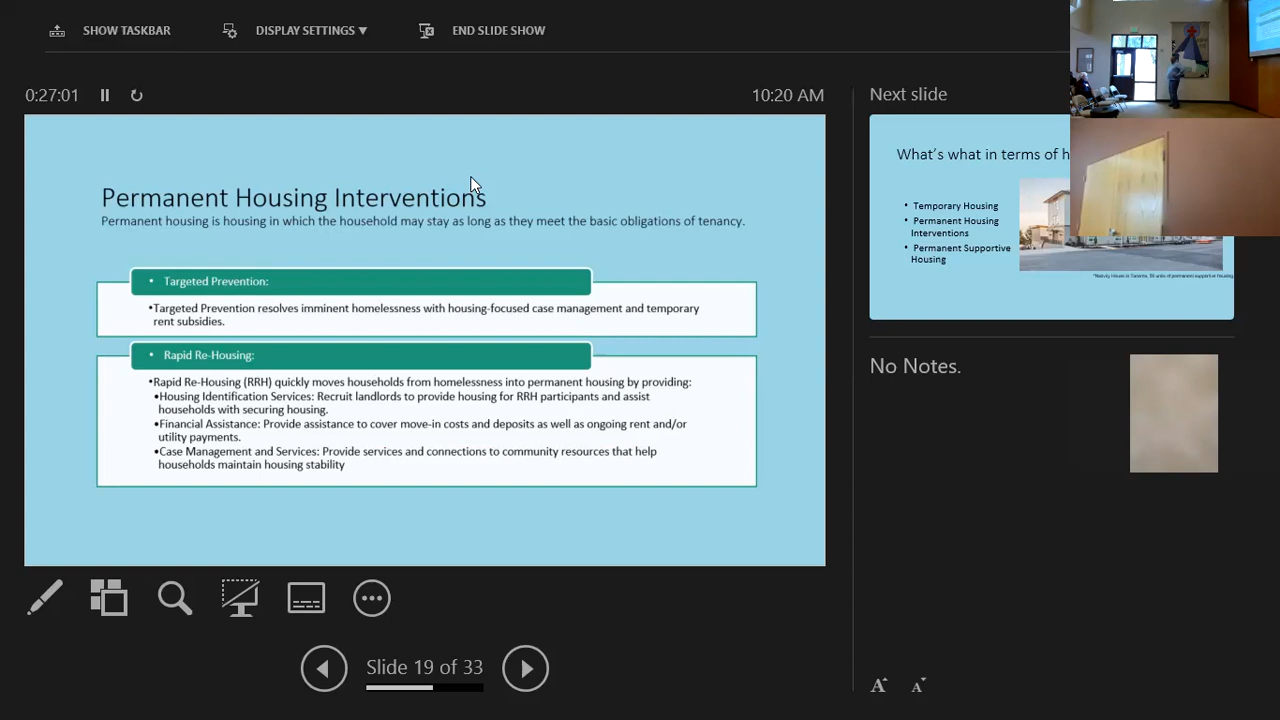 SHOW TASKBAR
DISPLAY SETTINGS ▼
END SLIDE SHOW
0:27:01
10:20 AM
Permanent Housing Interventions
Permanent housing is housing in which the household may stay as long as they meet the basic obligations of tenancy.
• Targeted Prevention:
•Targeted Prevention resolves imminent homelessness with housing-focused case management and temporary
rent subsidies.
• Rapid Re-Housing:
•Rapid Re-Housing (RRH) quickly moves households from homelessness into permanent housing by providing:
•Housing Identification Services: Recruit landlords to provide housing for RRH participants and assist
households with securing housing.
•Financial Assistance: Provide assistance to cover move-in costs and deposits as well as ongoing rent and/or
utility payments.
•Case Management and Services: Provide services and connections to community resources that help
households maintain housing stability
Slide 19 of 33
Next slide
What's what in terms of h
• Temporary Housing
• Permanent Housing
Interventions
• Permanent Supportive
Housing
No Notes.
A
A